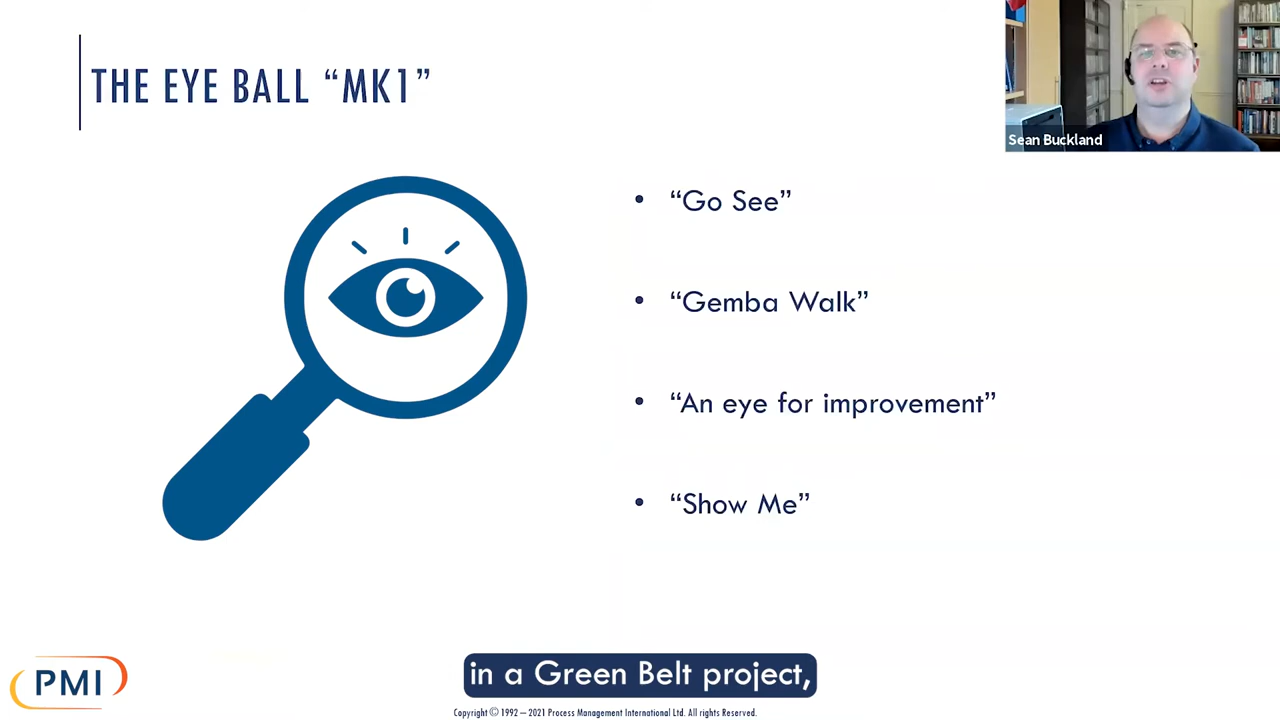 THE EYE BALL “MK1”
Sean Buckland
• “Go See”
• “Gemba Walk”
• “An eye for improvement”
• “Show Me”
in a Green Belt project,
PMI
Copyright © 1992 – 2021 Process Management International Ltd. All rights Reserved.